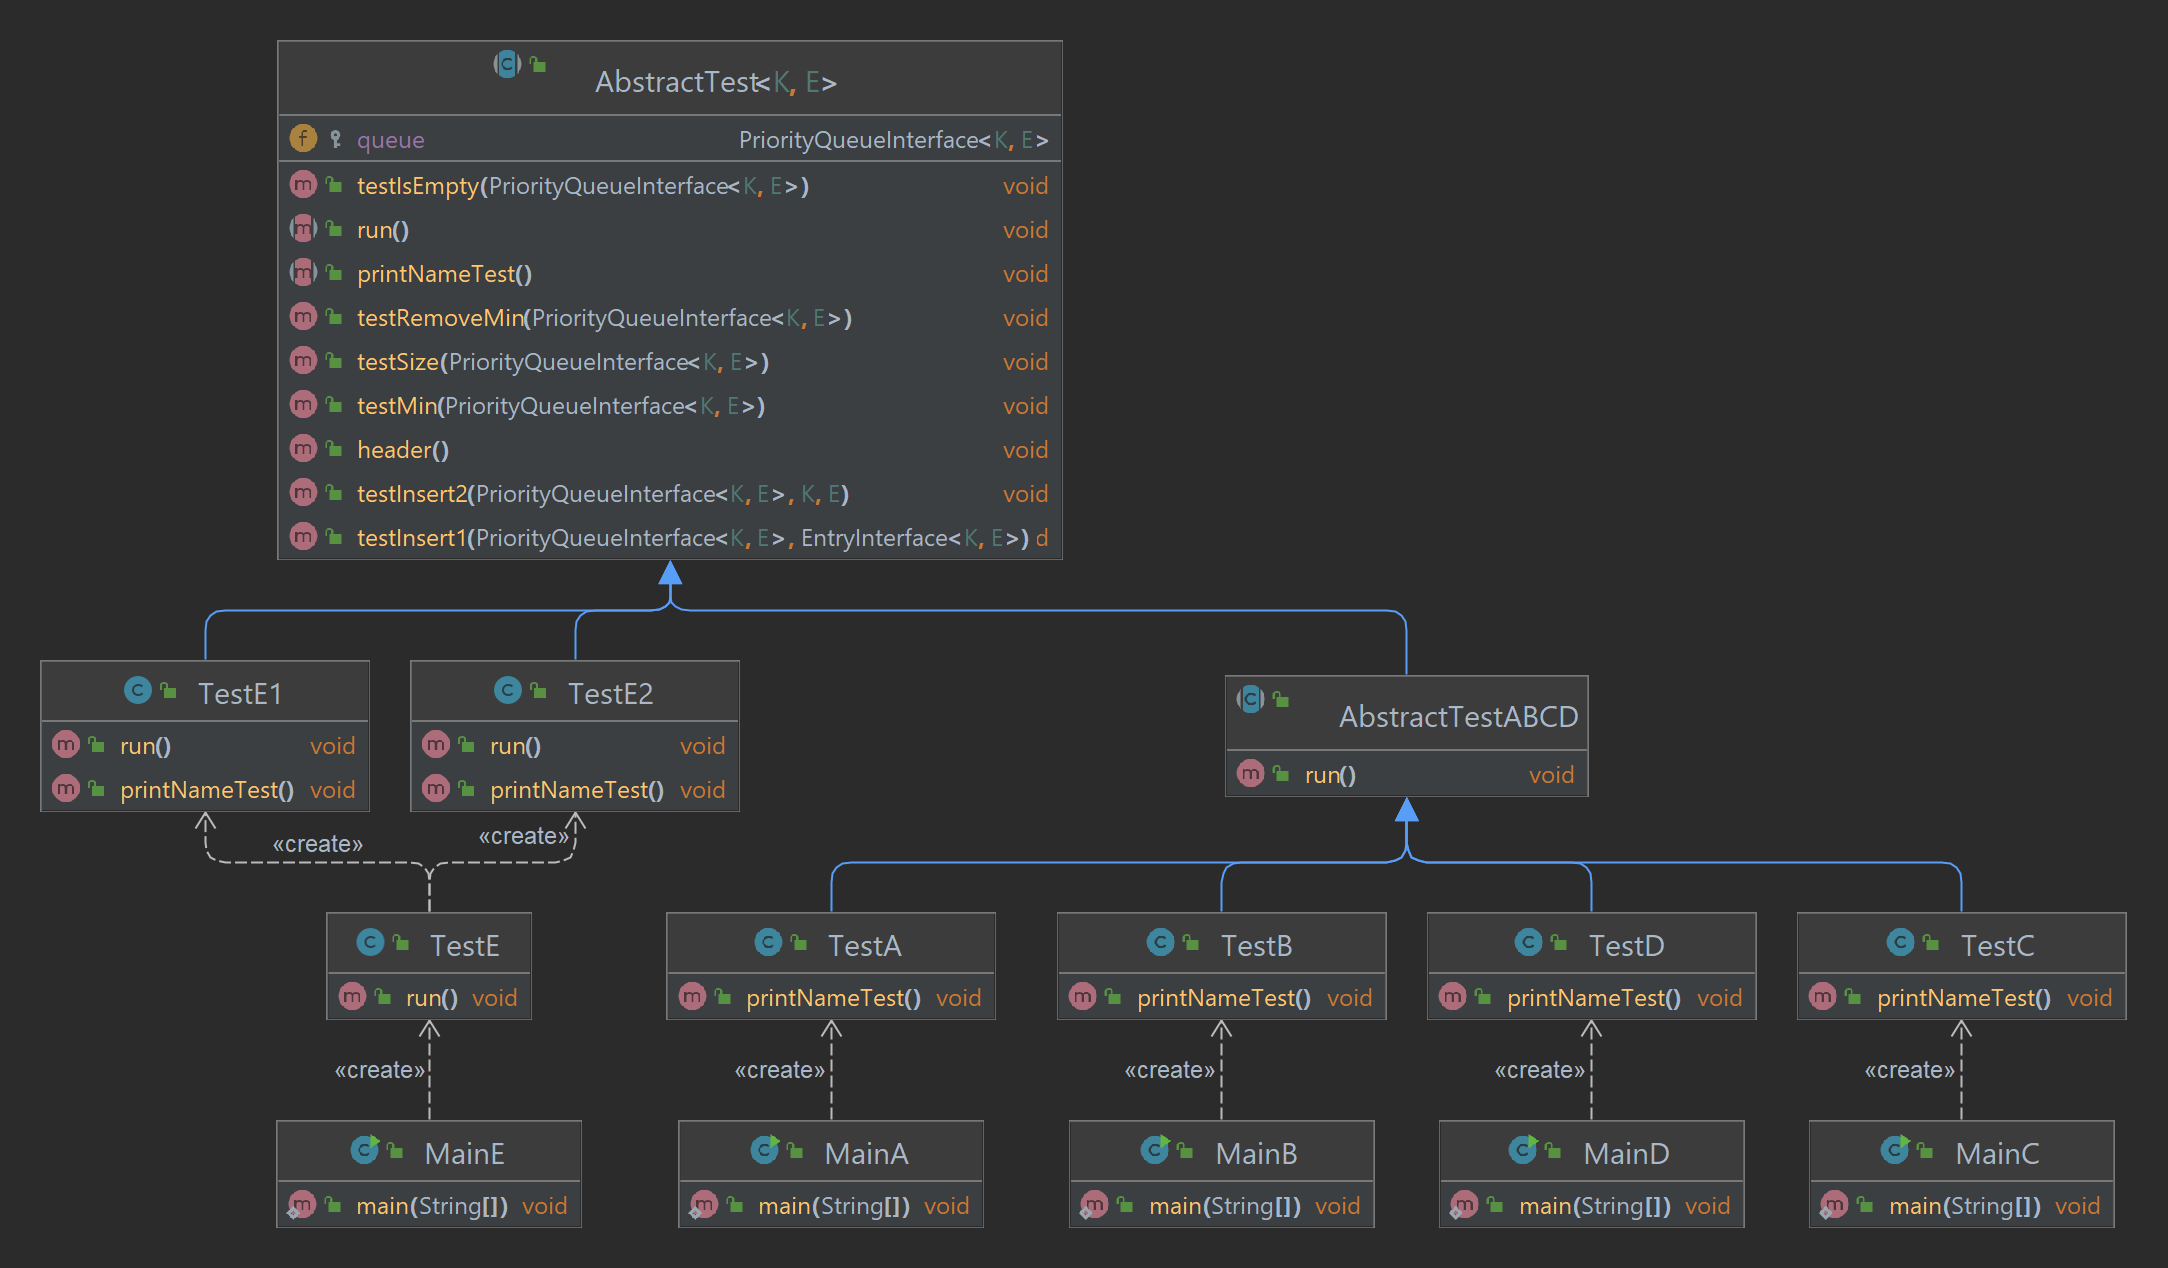 AbstractTest<K, E>
queue PriorityQueueInterface<K, E>
testIsEmpty(PriorityQueueInterface<K, E>) void
run() void
printNameTest() void
testRemoveMin(PriorityQueueInterface<K, E>) void
testSize(PriorityQueueInterface<K, E>) void
testMin(PriorityQueueInterface<K, E>) void
header() void
testInsert2(PriorityQueueInterface<K, E>, K, E) void
testInsert1(PriorityQueueInterface<K, E>, EntryInterface<K, E>) d
TestE1
run() void
printNameTest() void
TestE2
run() void
printNameTest() void
AbstractTestABCD
run() void
«create»
«create»
TestE
run() void
TestA
printNameTest() void
TestB
printNameTest() void
TestD
printNameTest() void
TestC
printNameTest() void
«create»
«create»
«create»
«create»
«create»
MainE
main(String[]) void
MainA
main(String[]) void
MainB
main(String[]) void
MainD
main(String[]) void
MainC
main(String[]) void